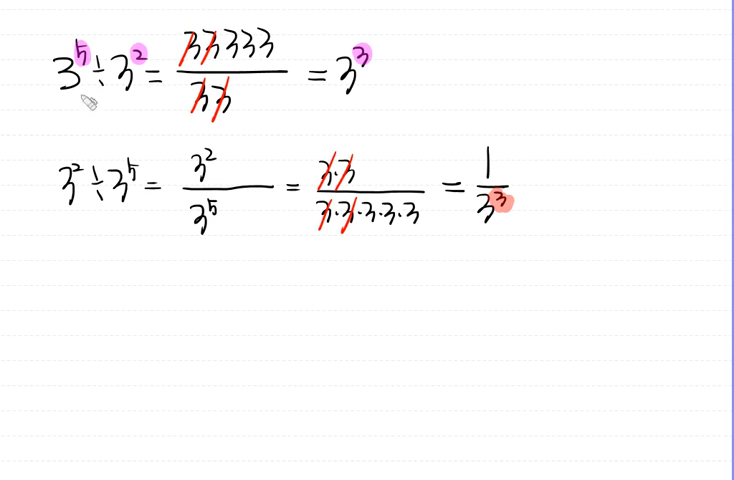 3⁵ ÷ 3² = 33333/33 = 3³
3² ÷ 3⁵ = 3²/3⁵ = 3·3/3·3·3·3·3 = 1/3³